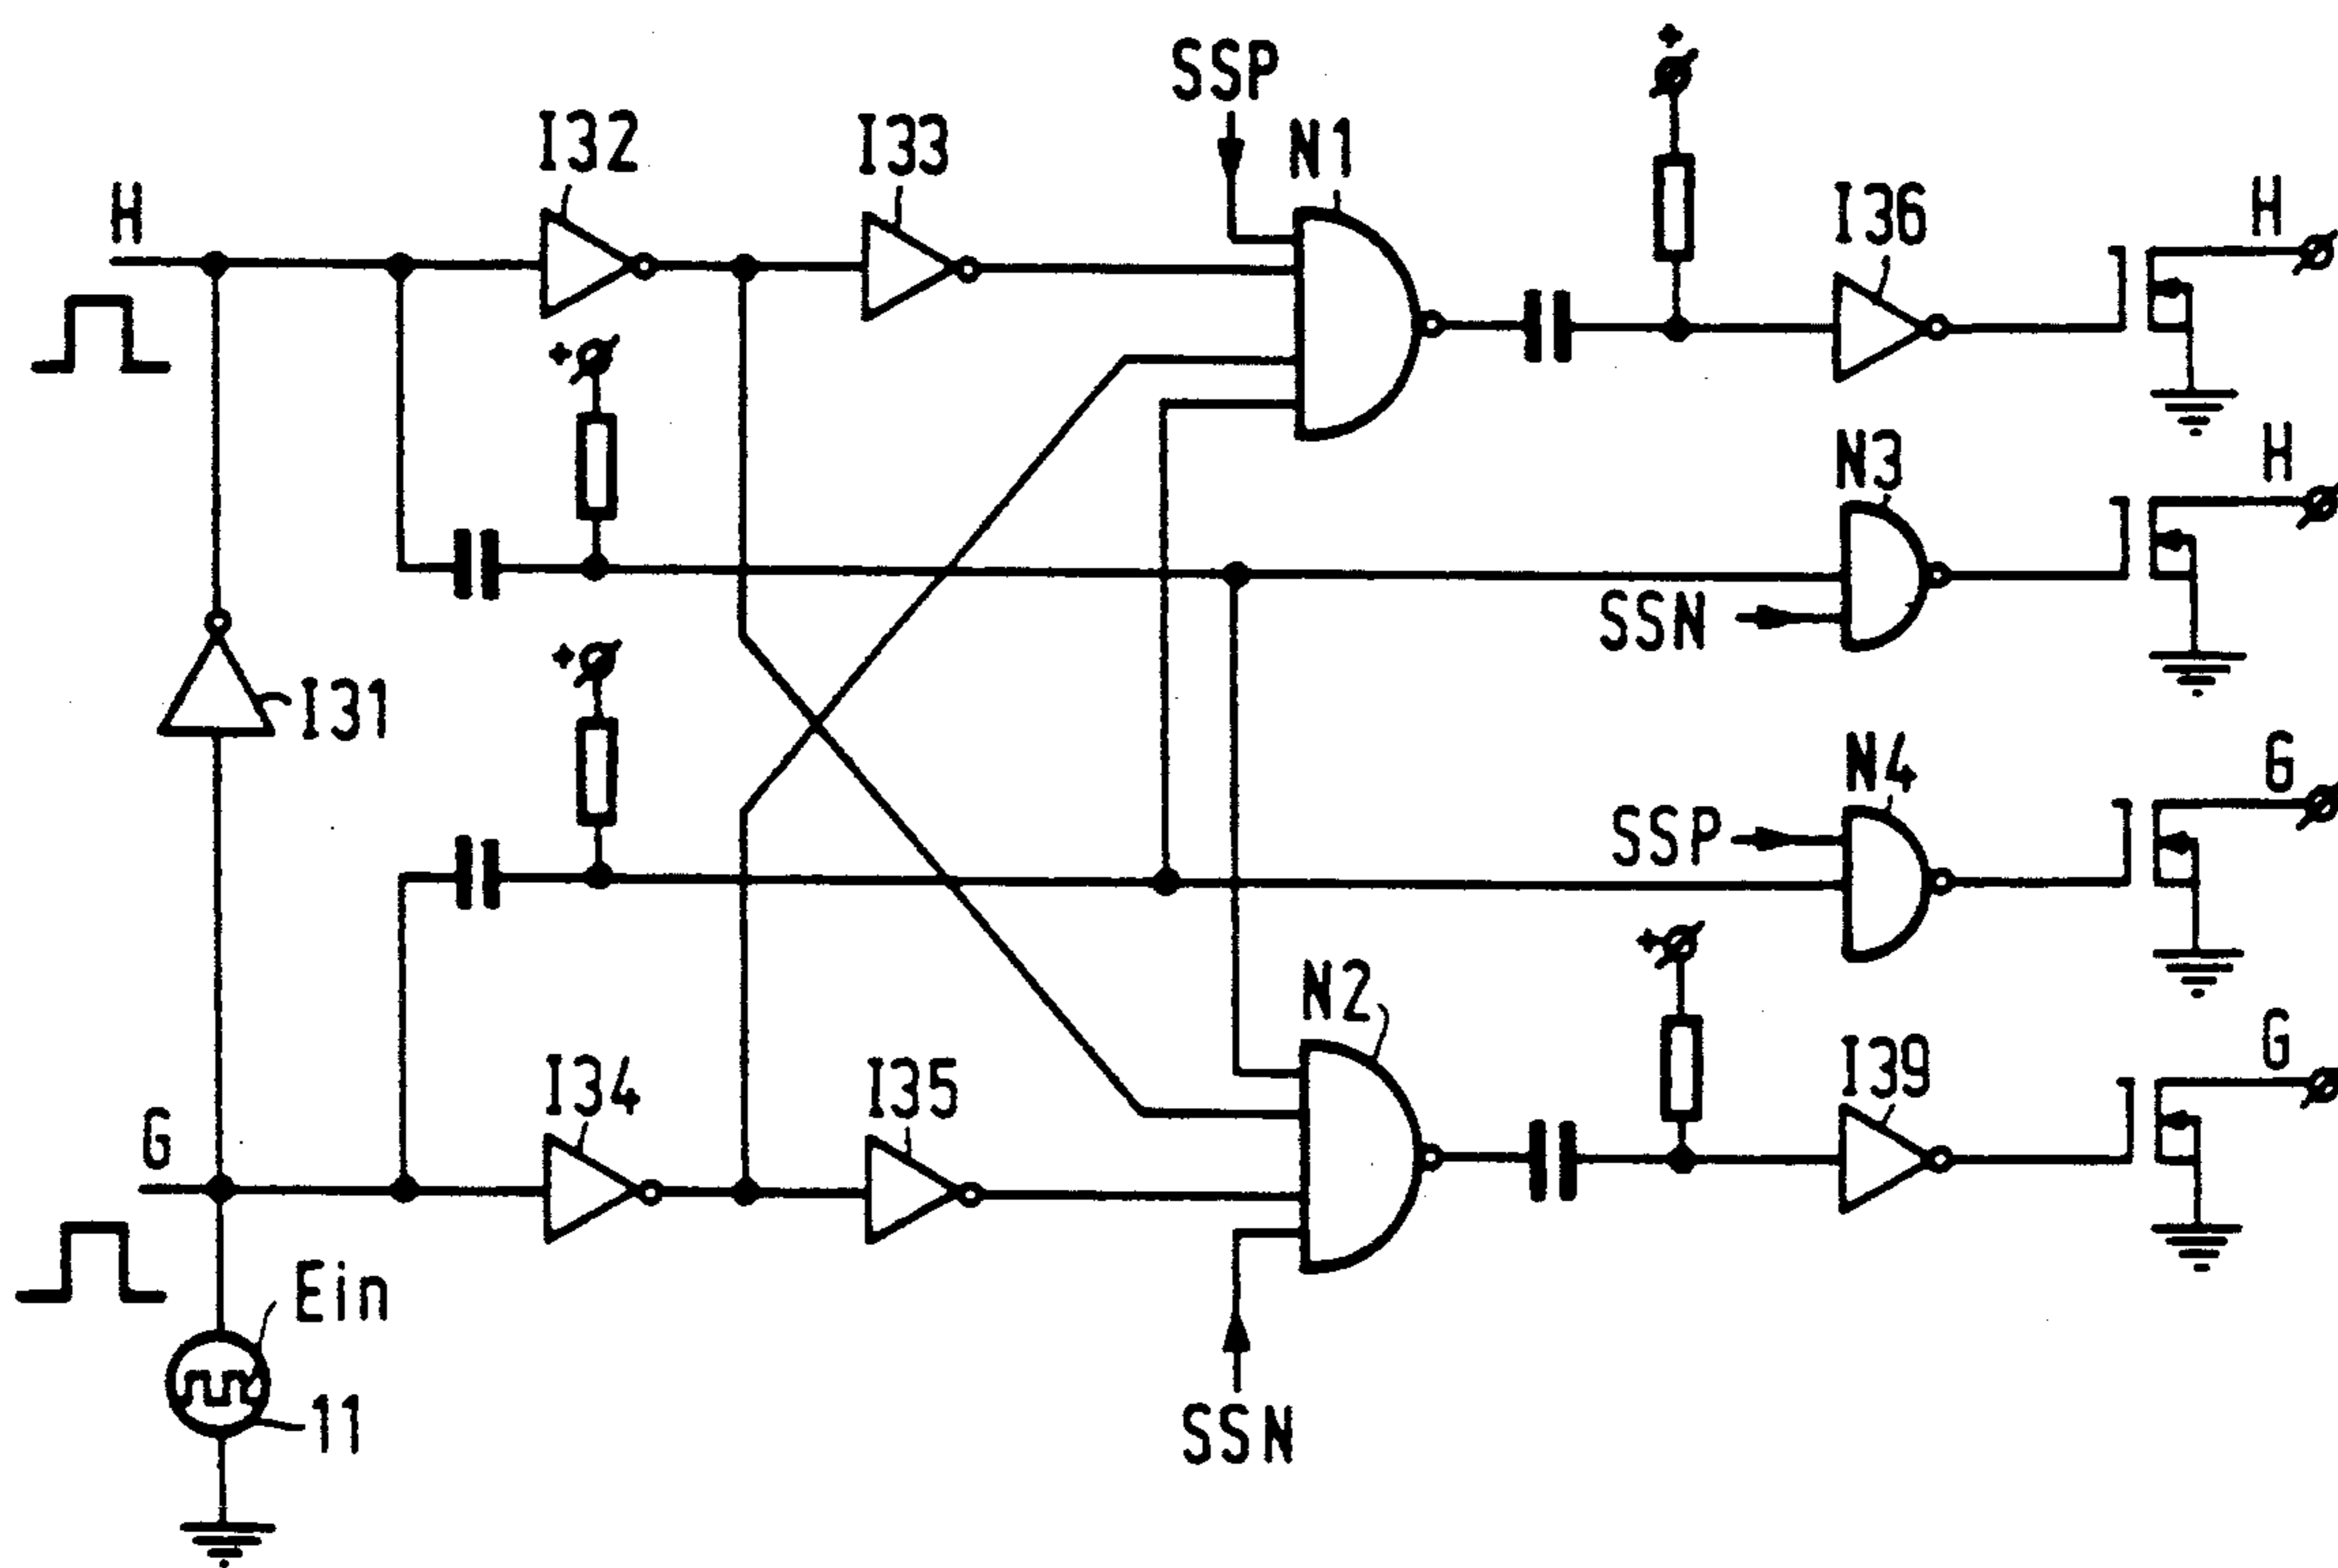 SSP
I32
I33
N1
H
I36
H
H
N3
SSN
I31
G
N4
SSP
N2
I34
I35
I39
G
G
Ein
11
SSN